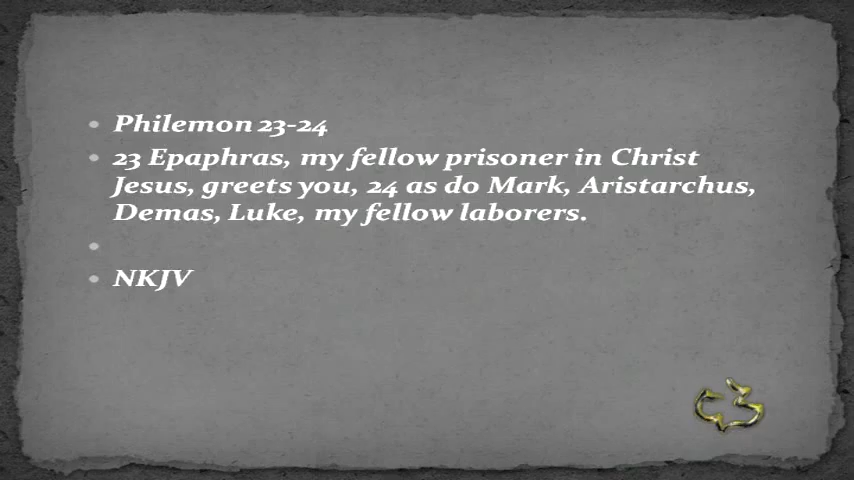 Philemon 23-24
23 Epaphras, my fellow prisoner in Christ
Jesus, greets you, 24 as do Mark, Aristarchus,
Demas, Luke, my fellow laborers.
NKJV